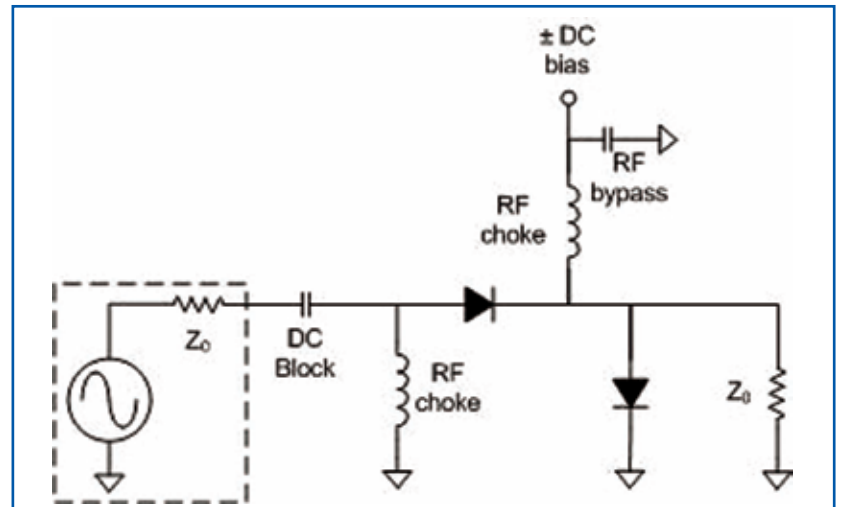 ± DC
bias
RF
bypass
RF
choke
Z₀
DC
Block
RF
choke
Z₀